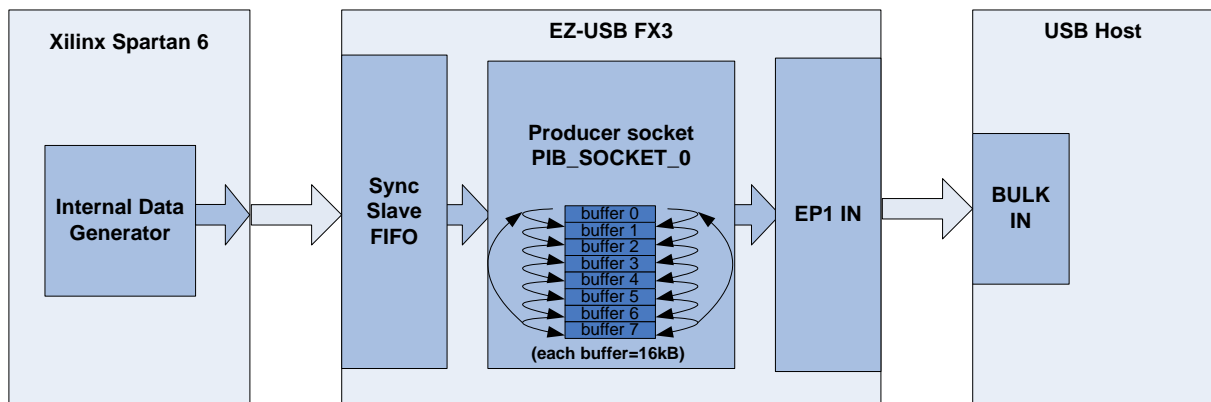 Xilinx Spartan 6
Internal Data
Generator
EZ-USB FX3
Sync
Slave
FIFO
Producer socket
PIB_SOCKET_0
buffer 0
buffer 1
buffer 2
buffer 3
buffer 4
buffer 5
buffer 6
buffer 7
(each buffer=16kB)
EP1 IN
USB Host
BULK
IN